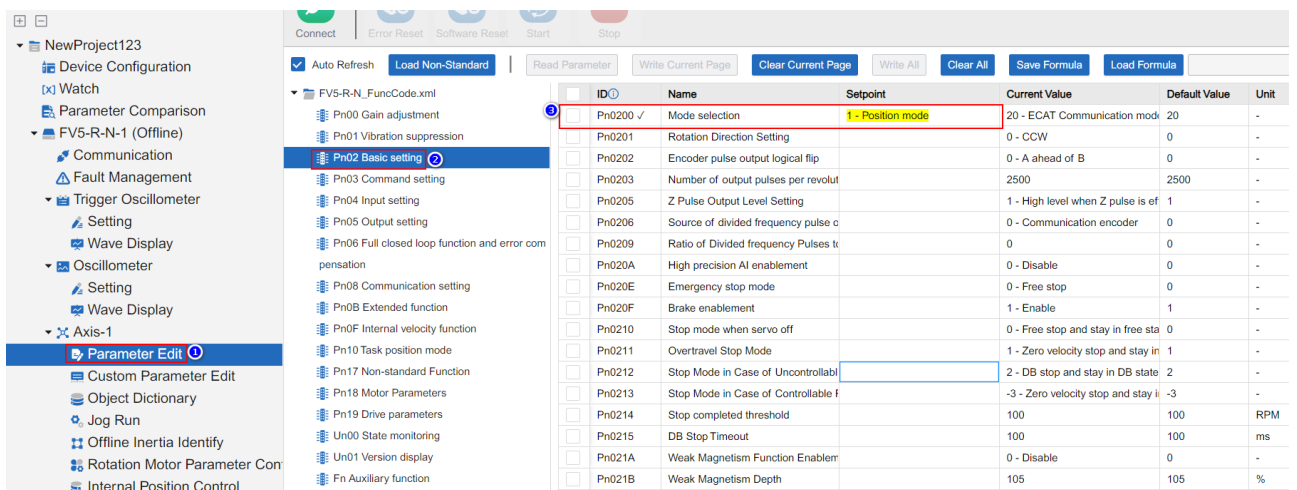 Connect
Error Reset
Software Reset
Start
Stop
NewProject123
Device Configuration
[x] Watch
Parameter Comparison
FV5-R-N-1 (Offline)
Communication
Fault Management
Trigger Oscillometer
Setting
Wave Display
Oscillometer
Setting
Wave Display
Axis-1
Parameter Edit 1
Custom Parameter Edit
Object Dictionary
Jog Run
Offline Inertia Identify
Rotation Motor Parameter Con
Internal Position Control
Auto Refresh
Load Non-Standard
Read Parameter
Write Current Page
Clear Current Page
Write All
Clear All
Save Formula
Load Formula
FV5-R-N_FuncCode.xml
Pn00 Gain adjustment
Pn01 Vibration suppression
Pn02 Basic setting 2
Pn03 Command setting
Pn04 Input setting
Pn05 Output setting
Pn06 Full closed loop function and error com
pensation
Pn08 Communication setting
Pn0B Extended function
Pn0F Internal velocity function
Pn10 Task position mode
Pn17 Non-standard Function
Pn18 Motor Parameters
Pn19 Drive parameters
Un00 State monitoring
Un01 Version display
Fn Auxiliary function
ID Name Setpoint Current Value Default Value Unit
3 Pn0200 ✓ Mode selection 1 - Position mode 20 - ECAT Communication mode 20 -
Pn0201 Rotation Direction Setting 0 - CCW 0 -
Pn0202 Encoder pulse output logical flip 0 - A ahead of B 0 -
Pn0203 Number of output pulses per revolut 2500 2500 -
Pn0205 Z Pulse Output Level Setting 1 - High level when Z pulse is ef 1 -
Pn0206 Source of divided frequency pulse o 0 - Communication encoder 0 -
Pn0209 Ratio of Divided frequency Pulses to 0 0 -
Pn020A High precision AI enablement 0 - Disable 0 -
Pn020E Emergency stop mode 0 - Free stop 0 -
Pn020F Brake enablement 1 - Enable 1 -
Pn0210 Stop mode when servo off 0 - Free stop and stay in free sta 0 -
Pn0211 Overtravel Stop Mode 1 - Zero velocity stop and stay in 1 -
Pn0212 Stop Mode in Case of Uncontrollabl 2 - DB stop and stay in DB state 2 -
Pn0213 Stop Mode in Case of Controllable F -3 - Zero velocity stop and stay i -3 -
Pn0214 Stop completed threshold 100 100 RPM
Pn0215 DB Stop Timeout 100 100 ms
Pn021A Weak Magnetism Function Enablem 0 - Disable 0 -
Pn021B Weak Magnetism Depth 105 105 %